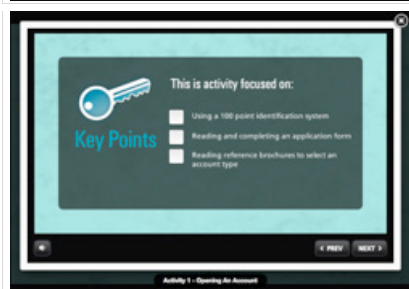 This is activity focused on:
Using a 100 point identification system
Reading and completing an application form
Reading reference brochures to select an
account type
Key Points
< PREV
NEXT >
Activity 1 - Opening An Account